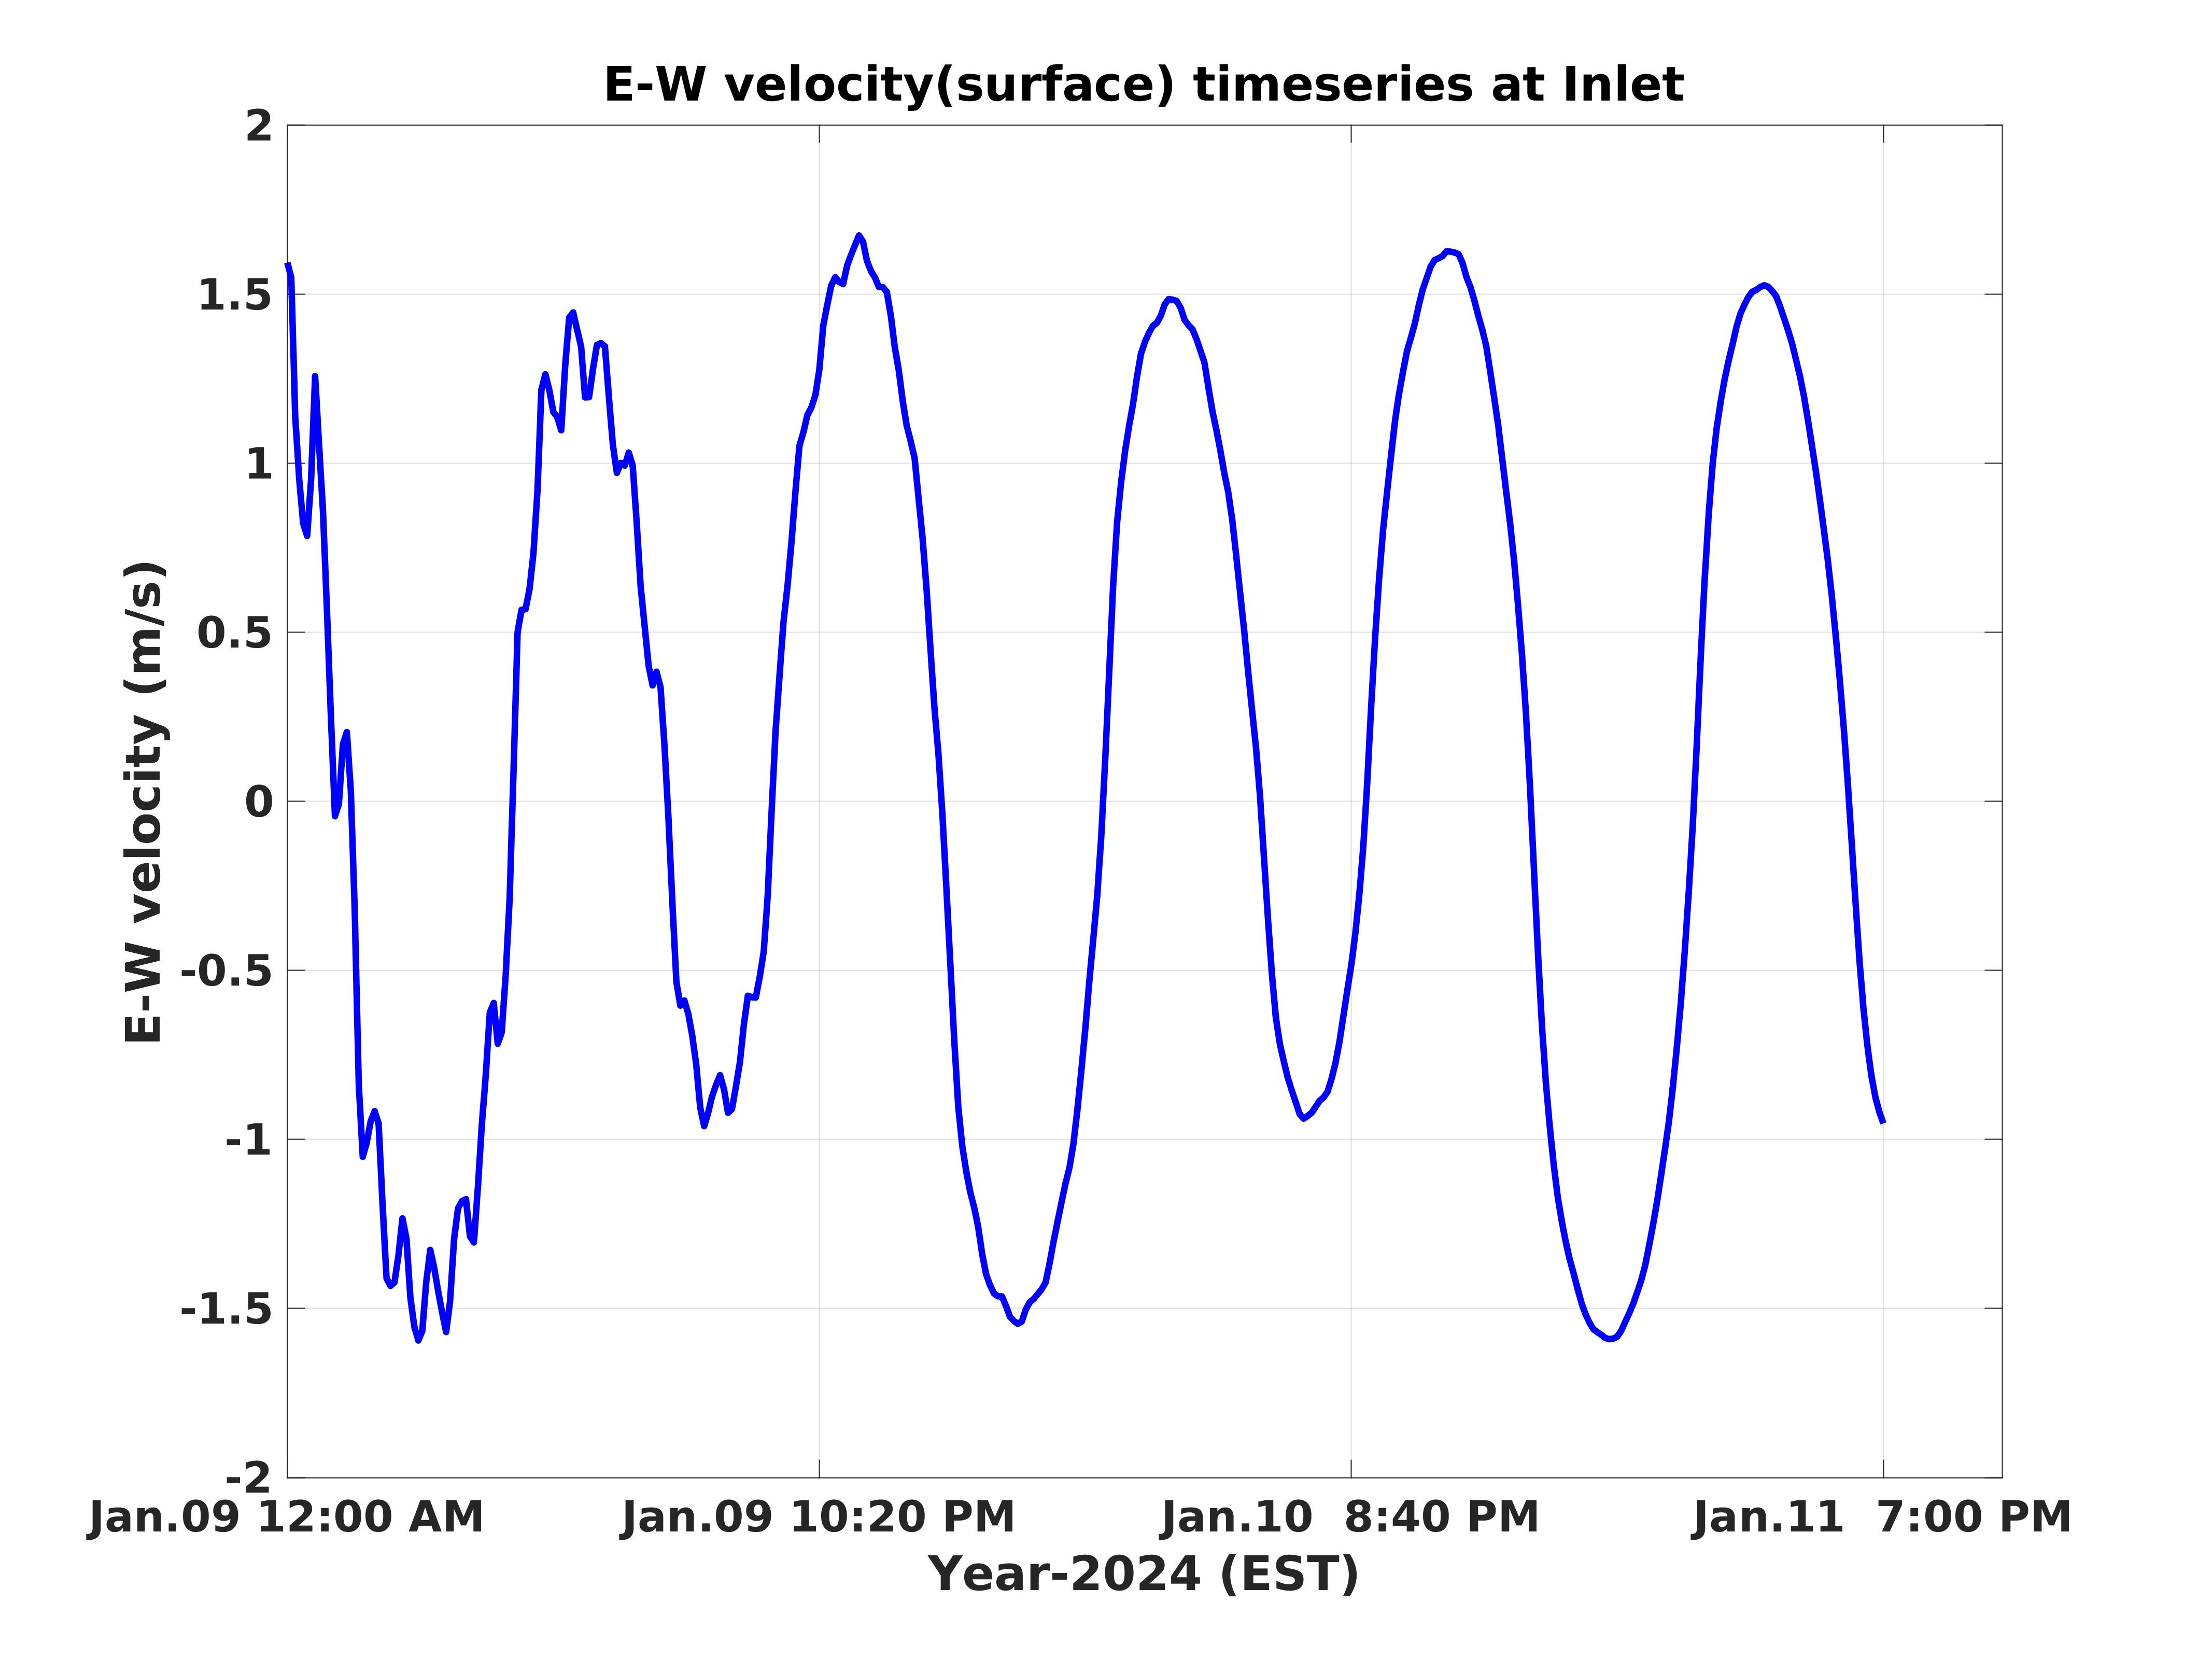 E-W velocity(surface) timeseries at Inlet
2
1.5
1
0.5
0
-0.5
-1
-1.5
-2
E-W velocity (m/s)
Jan.09 12:00 AM
Jan.09 10:20 PM
Jan.10  8:40 PM
Jan.11  7:00 PM
Year-2024 (EST)